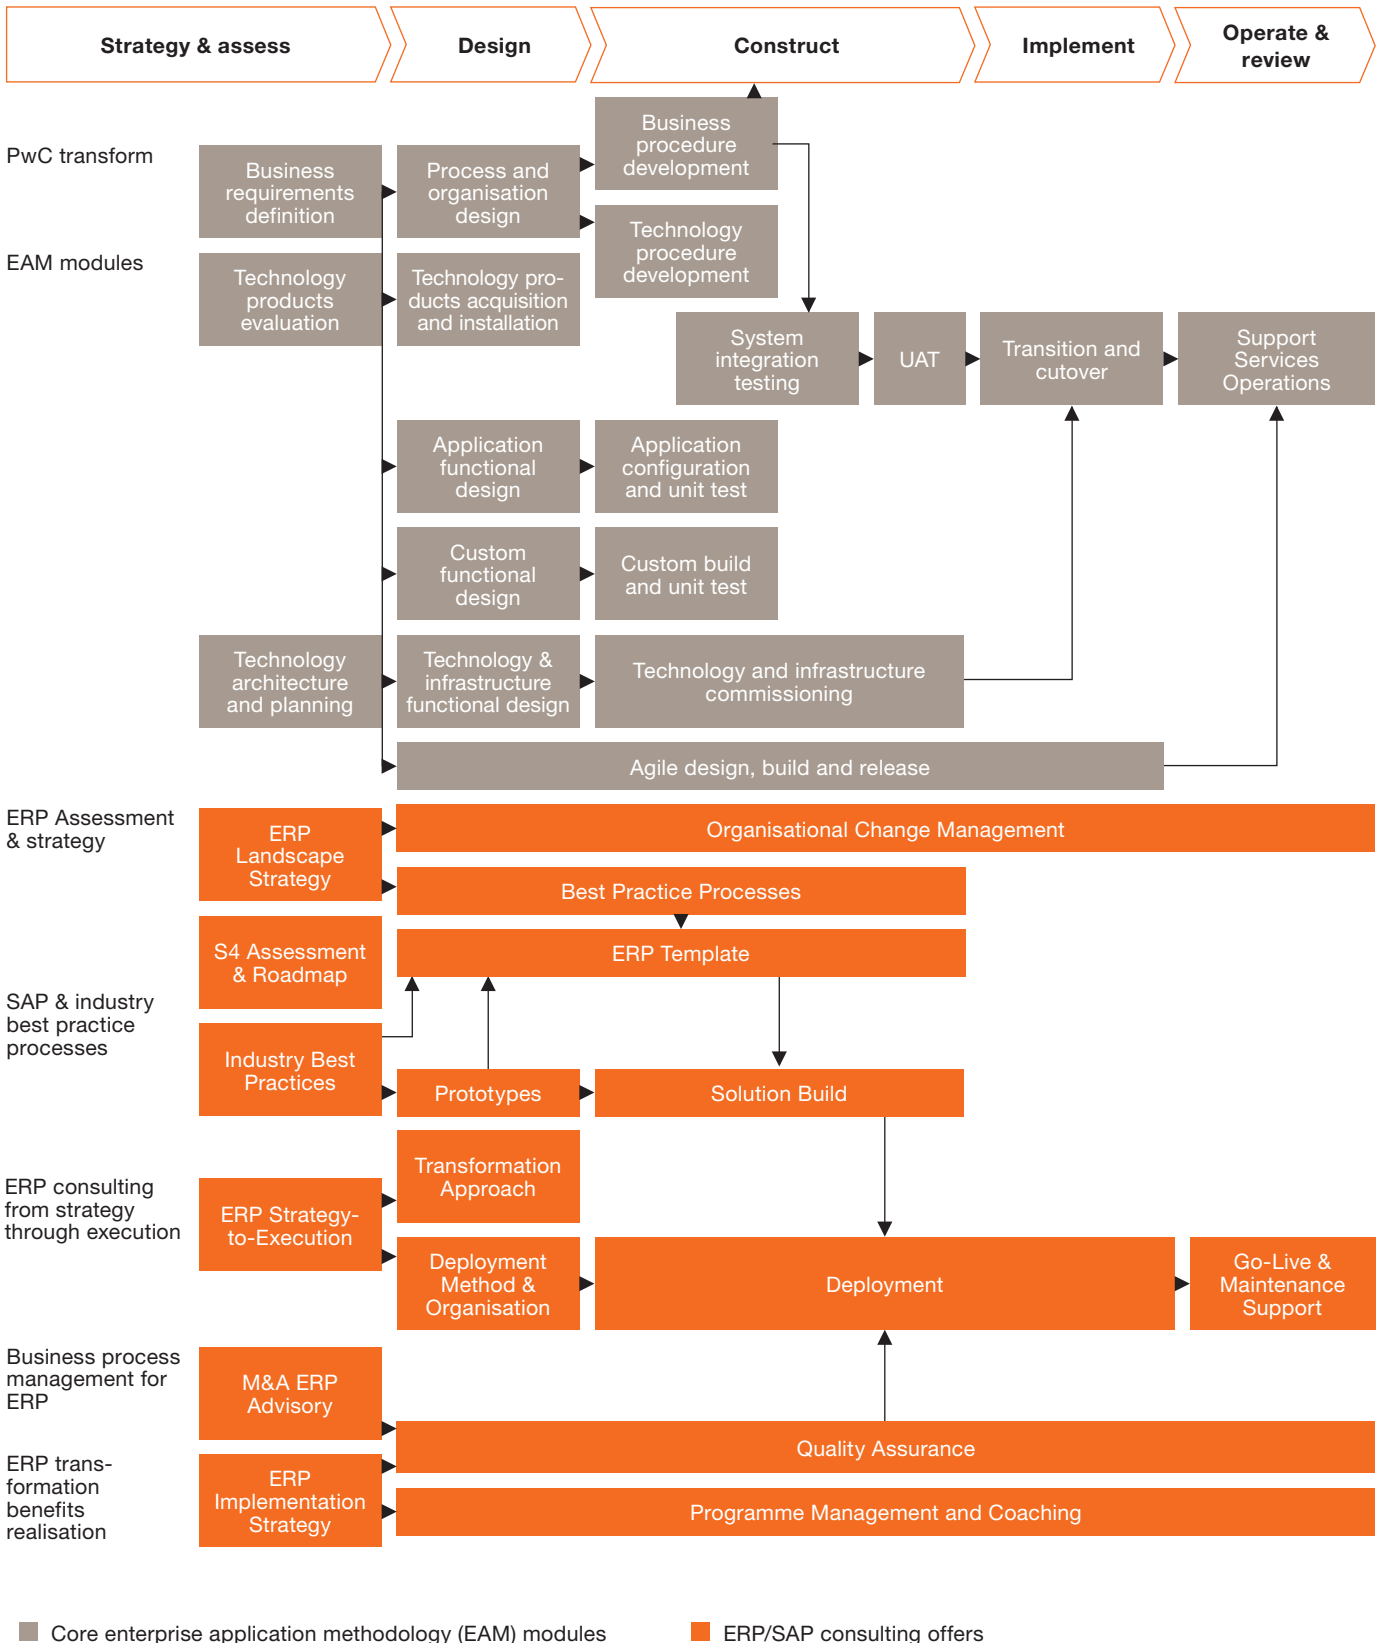 Strategy & assess
Design
Construct
Implement
Operate &
review
PwC transform
EAM modules
Business
requirements
definition
Process and
organisation
design
Business
procedure
development
Technology
procedure
development
Technology
products
evaluation
Technology pro-
ducts acquisition
and installation
System
integration
testing
UAT
Transition and
cutover
Support
Services
Operations
Application
functional
design
Application
configuration
and unit test
Custom
functional
design
Custom build
and unit test
Technology
architecture
and planning
Technology &
infrastructure
functional design
Technology and infrastructure
commissioning
Agile design, build and release
ERP Assessment
& strategy
ERP
Landscape
Strategy
Organisational Change Management
Best Practice Processes
S4 Assessment
& Roadmap
ERP Template
SAP & industry
best practice
processes
Industry Best
Practices
Prototypes
Solution Build
ERP consulting
from strategy
through execution
ERP Strategy-
to-Execution
Transformation
Approach
Deployment
Method &
Organisation
Deployment
Go-Live &
Maintenance
Support
Business process
management for
ERP
M&A ERP
Advisory
Quality Assurance
ERP trans-
formation
benefits
realisation
ERP
Implementation
Strategy
Programme Management and Coaching
Core enterprise application methodology (EAM) modules
ERP/SAP consulting offers